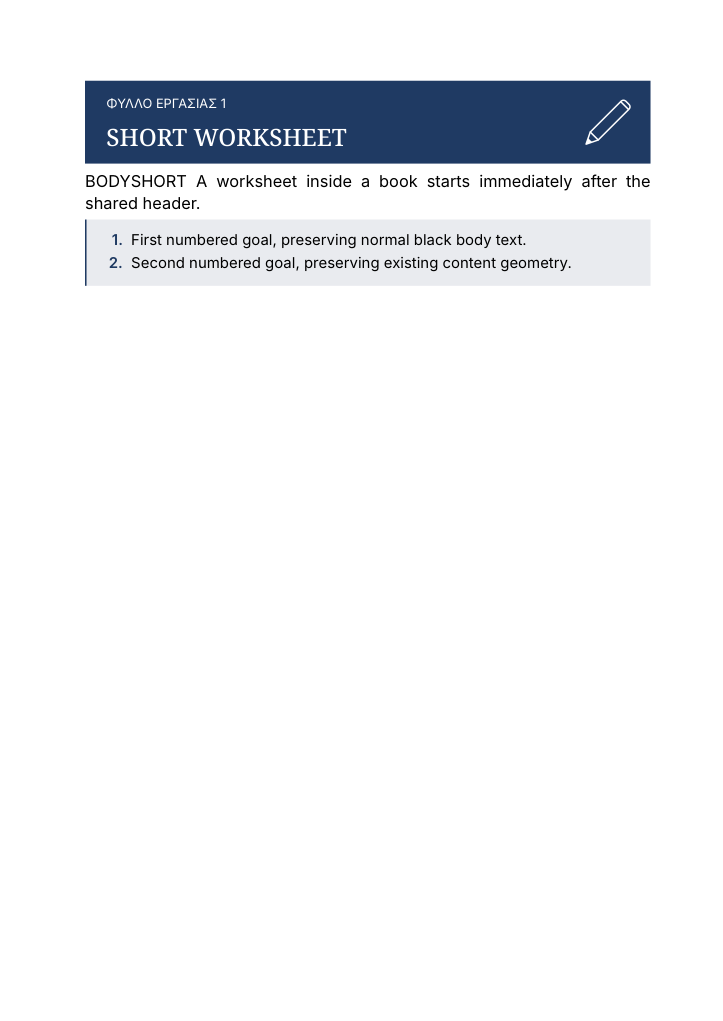 ΦΥΛΛΟ ΕΡΓΑΣΙΑΣ 1
SHORT WORKSHEET
BODYSHORT A worksheet inside a book starts immediately after the
shared header.
1. First numbered goal, preserving normal black body text.
2. Second numbered goal, preserving existing content geometry.